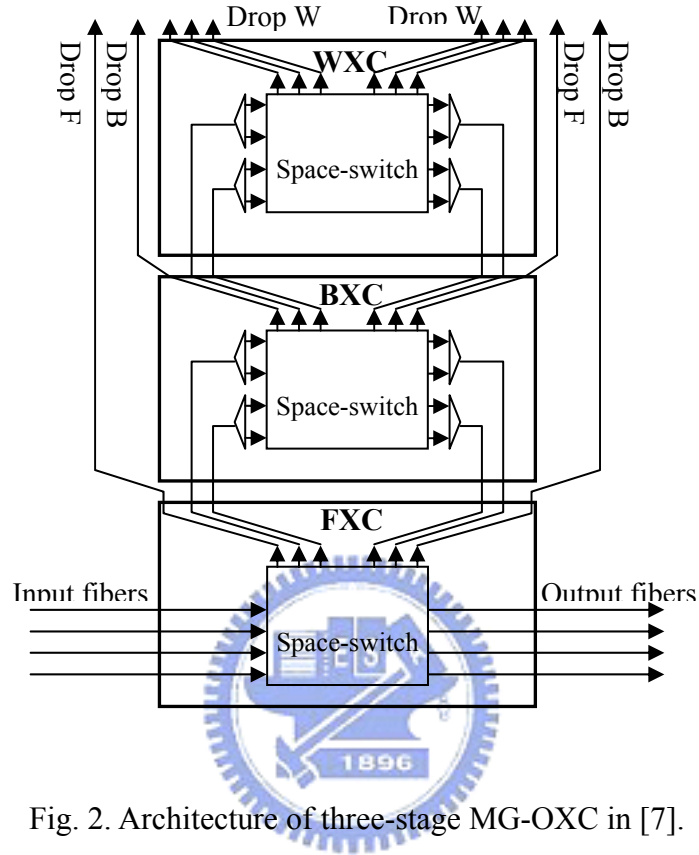 Drop W
Drop W
Drop F
Drop B
Drop F
Drop B
WXC
Space-switch
BXC
Space-switch
FXC
Input fibers
Output fibers
Space-switch
ES
1896
Fig. 2. Architecture of three-stage MG-OXC in [7].